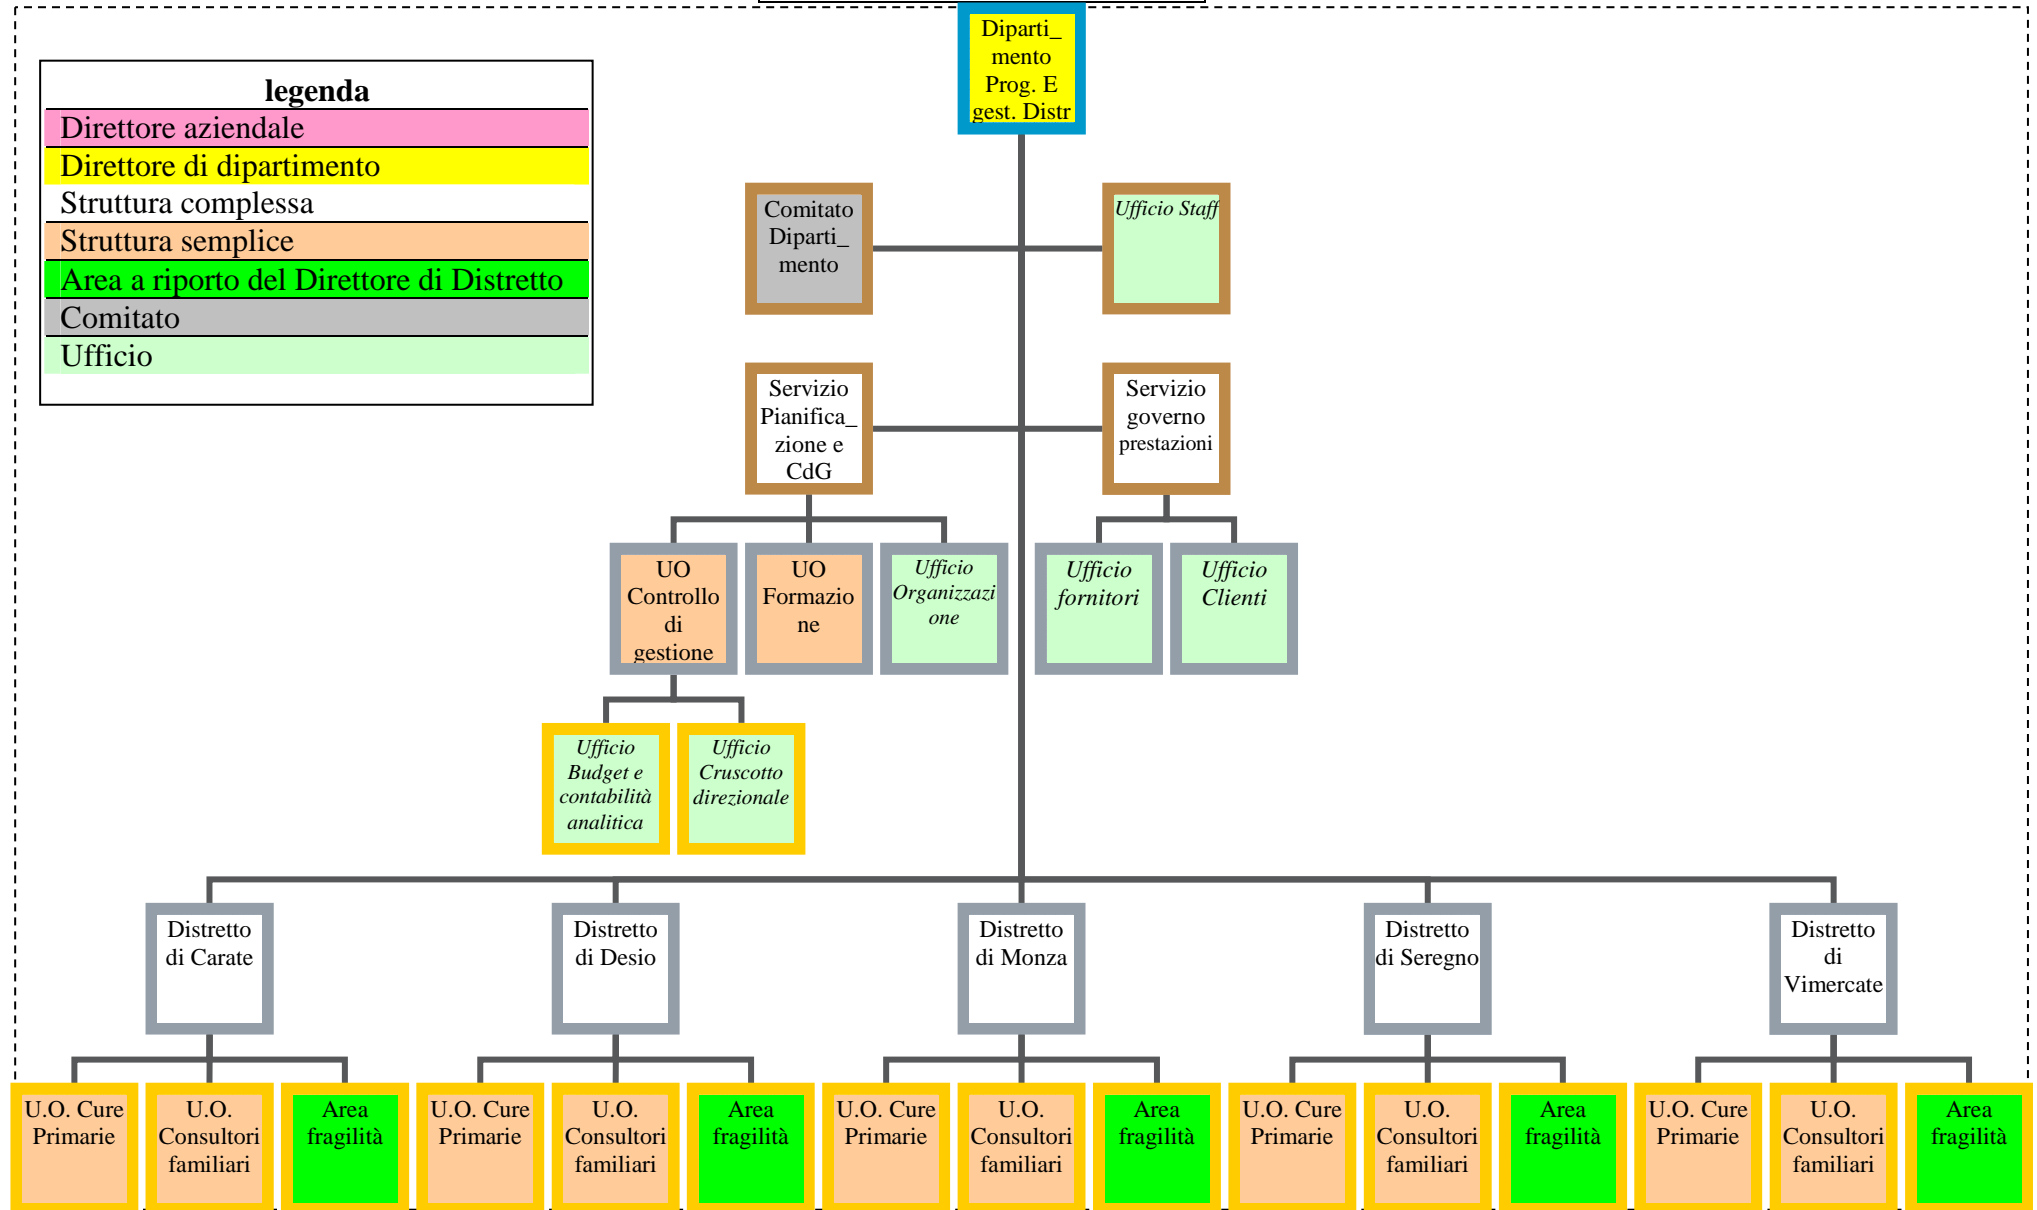 Diparti_
mento
Prog. E
gest. Distr
legenda
Direttore aziendale
Direttore di dipartimento
Struttura complessa
Struttura semplice
Area a riporto del Direttore di Distretto
Comitato
Ufficio
Comitato
Diparti_
mento
Ufficio Staff
Servizio
Pianifica_
zione e
CdG
Servizio
governo
prestazioni
UO
Controllo
di
gestione
UO
Formazio
ne
Ufficio
Organizzazi
one
Ufficio
fornitori
Ufficio
Clienti
Ufficio
Budget e
contabilità
analitica
Ufficio
Cruscotto
direzionale
Distretto
di Carate
Distretto
di Desio
Distretto
di Monza
Distretto
di Seregno
Distretto
di
Vimercate
U.O. Cure
Primarie
U.O.
Consultori
familiari
Area
fragilità
U.O. Cure
Primarie
U.O.
Consultori
familiari
Area
fragilità
U.O. Cure
Primarie
U.O.
Consultori
familiari
Area
fragilità
U.O. Cure
Primarie
U.O.
Consultori
familiari
Area
fragilità
U.O. Cure
Primarie
U.O.
Consultori
familiari
Area
fragilità